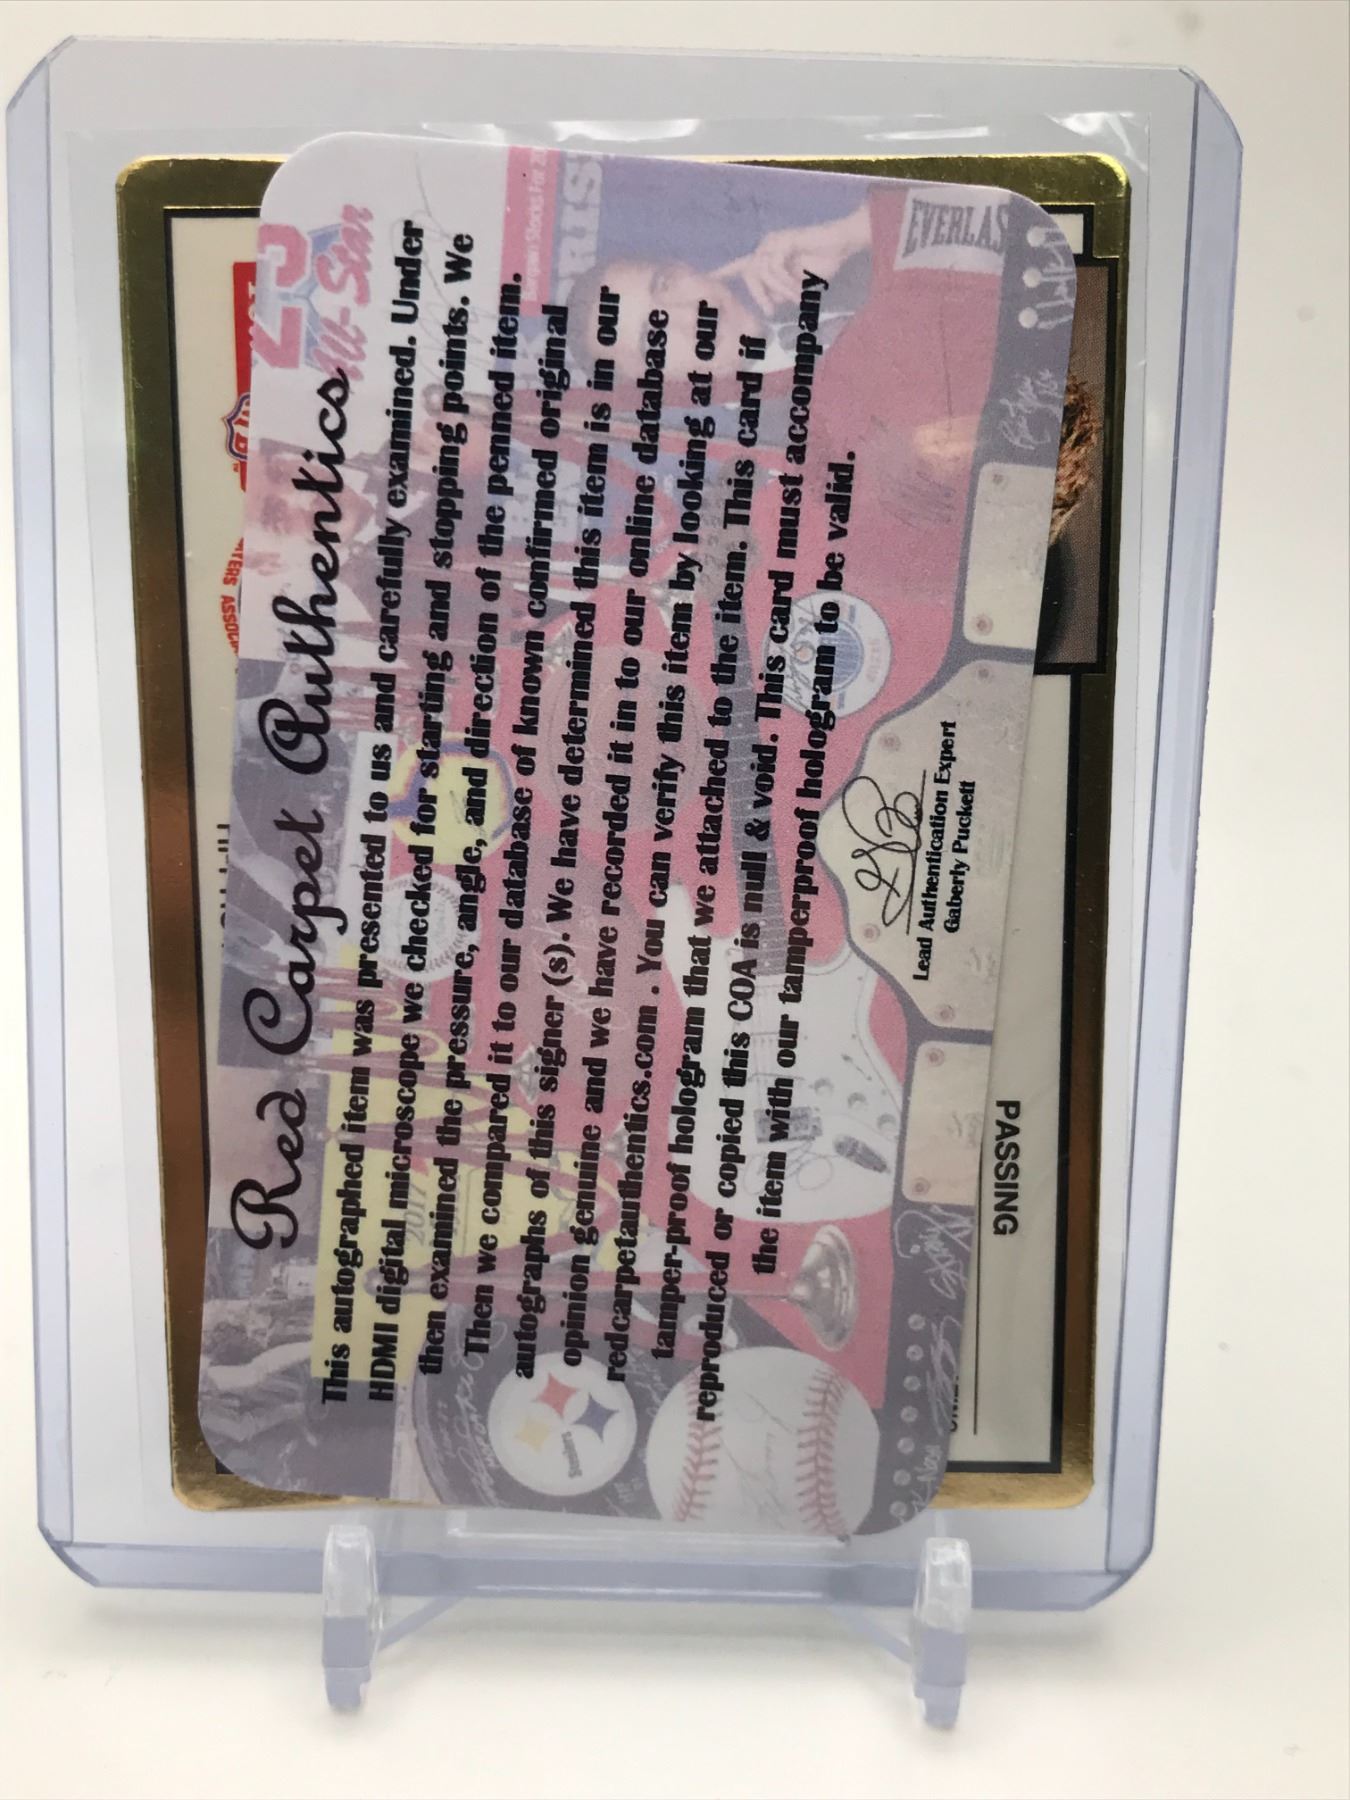 Red Carpet Authentics
This autographed item was presented to us and carefully examined. Under
HDMI digital microscope we checked for starting and stopping points. We
then examined the pressure, angle, and direction of the penned item.
Then we compared it to our database of known confirmed original
autographs of this signer (s). We have determined this item is in our
opinion genuine and we have recorded it in to our online database
redcarpetauthentics.com . You can verify this item by looking at our
tamper-proof hologram that we attached to the item. This card if
reproduced or copied this COA is null & void. This card must accompany
the item with our tamperproof hologram to be valid.
Lead Authentication Expert
Gaberly Puckett
23
All-Star
EVERLAS
2017
Steelers
PASSING
YERS ASSOC